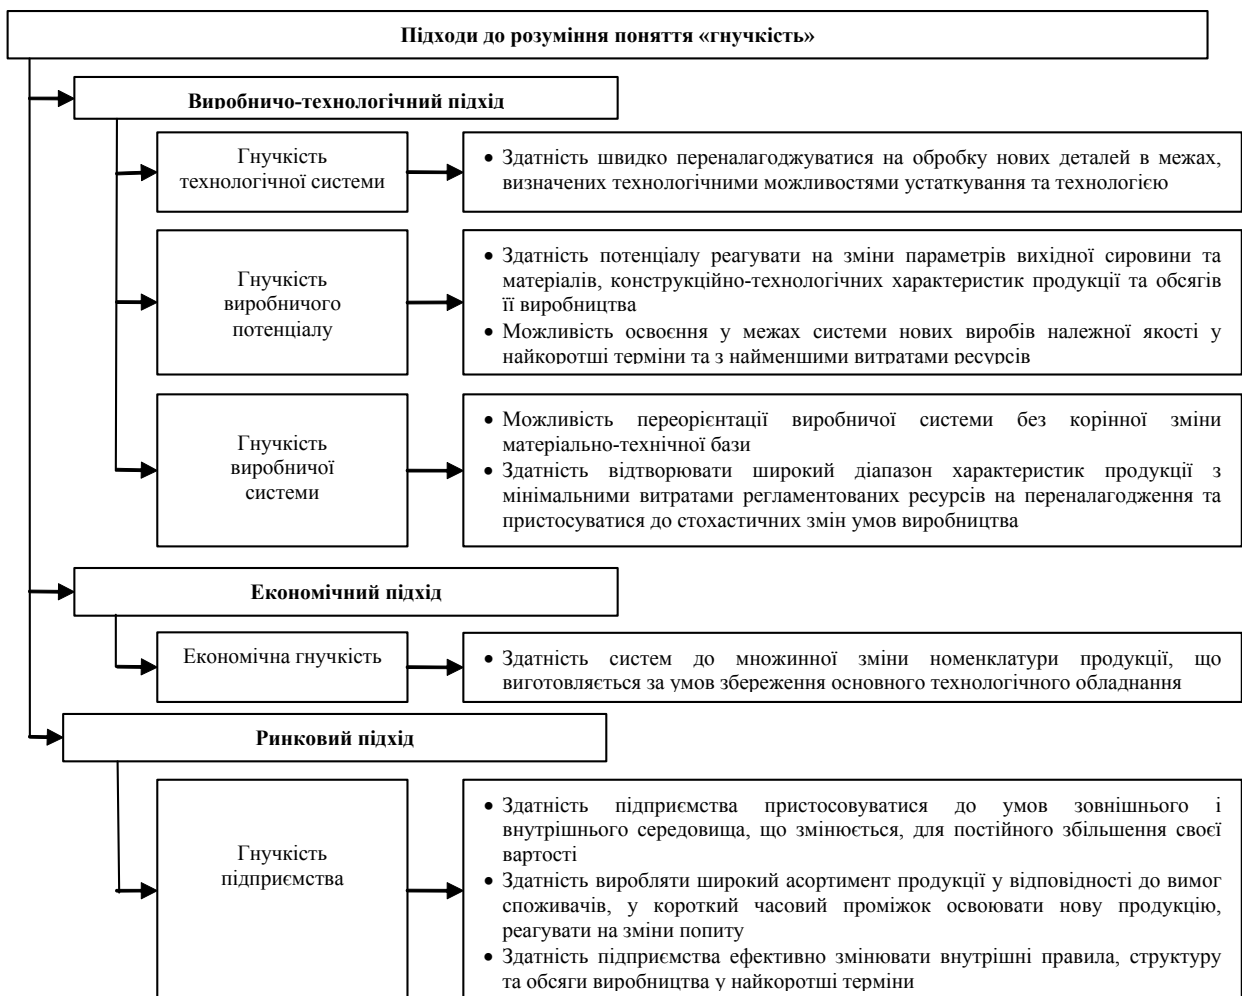 Підходи до розуміння поняття «гнучкість»
Виробничо-технологічний підхід
Гнучкість
технологічної системи
• Здатність швидко переналагоджуватися на обробку нових деталей в межах,
визначених технологічними можливостями устаткування та технологією
Гнучкість
виробничого
потенціалу
• Здатність потенціалу реагувати на зміни параметрів вихідної сировини та
матеріалів, конструкційно-технологічних характеристик продукції та обсягів
її виробництва
• Можливість освоєння у межах системи нових виробів належної якості у
найкоротші терміни та з найменшими витратами ресурсів
Гнучкість
виробничої
системи
• Можливість переорієнтації виробничої системи без корінної зміни
матеріально-технічної бази
• Здатність відтворювати широкий діапазон характеристик продукції з
мінімальними витратами регламентованих ресурсів на переналагодження та
пристосуватися до стохастичних змін умов виробництва
Економічний підхід
Економічна гнучкість
• Здатність систем до множинної зміни номенклатури продукції, що
виготовляється за умов збереження основного технологічного обладнання
Ринковий підхід
Гнучкість
підприємства
• Здатність підприємства пристосовуватися до умов зовнішнього і
внутрішнього середовища, що змінюється, для постійного збільшення своєї
вартості
• Здатність виробляти широкий асортимент продукції у відповідності до вимог
споживачів, у короткий часовий проміжок освоювати нову продукцію,
реагувати на зміни попиту
• Здатність підприємства ефективно змінювати внутрішні правила, структуру
та обсяги виробництва у найкоротші терміни